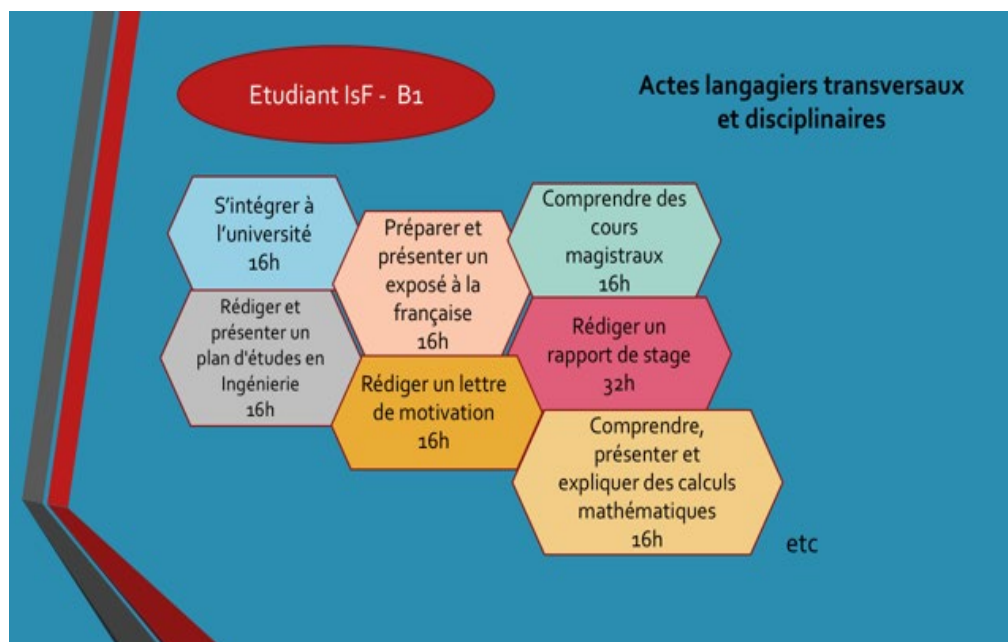 Etudiant IsF - B1
Actes langagiers transversaux
et disciplinaires
S'intégrer à
l'université
16h
Préparer et
présenter un
exposé à la
française
16h
Comprendre des
cours
magistraux
16h
Rédiger et
présenter un
plan d'études en
Ingénierie
16h
Rédiger un lettre
de motivation
16h
Rédiger un
rapport de stage
32h
Comprendre,
présenter et
expliquer des calculs
mathématiques
16h
etc